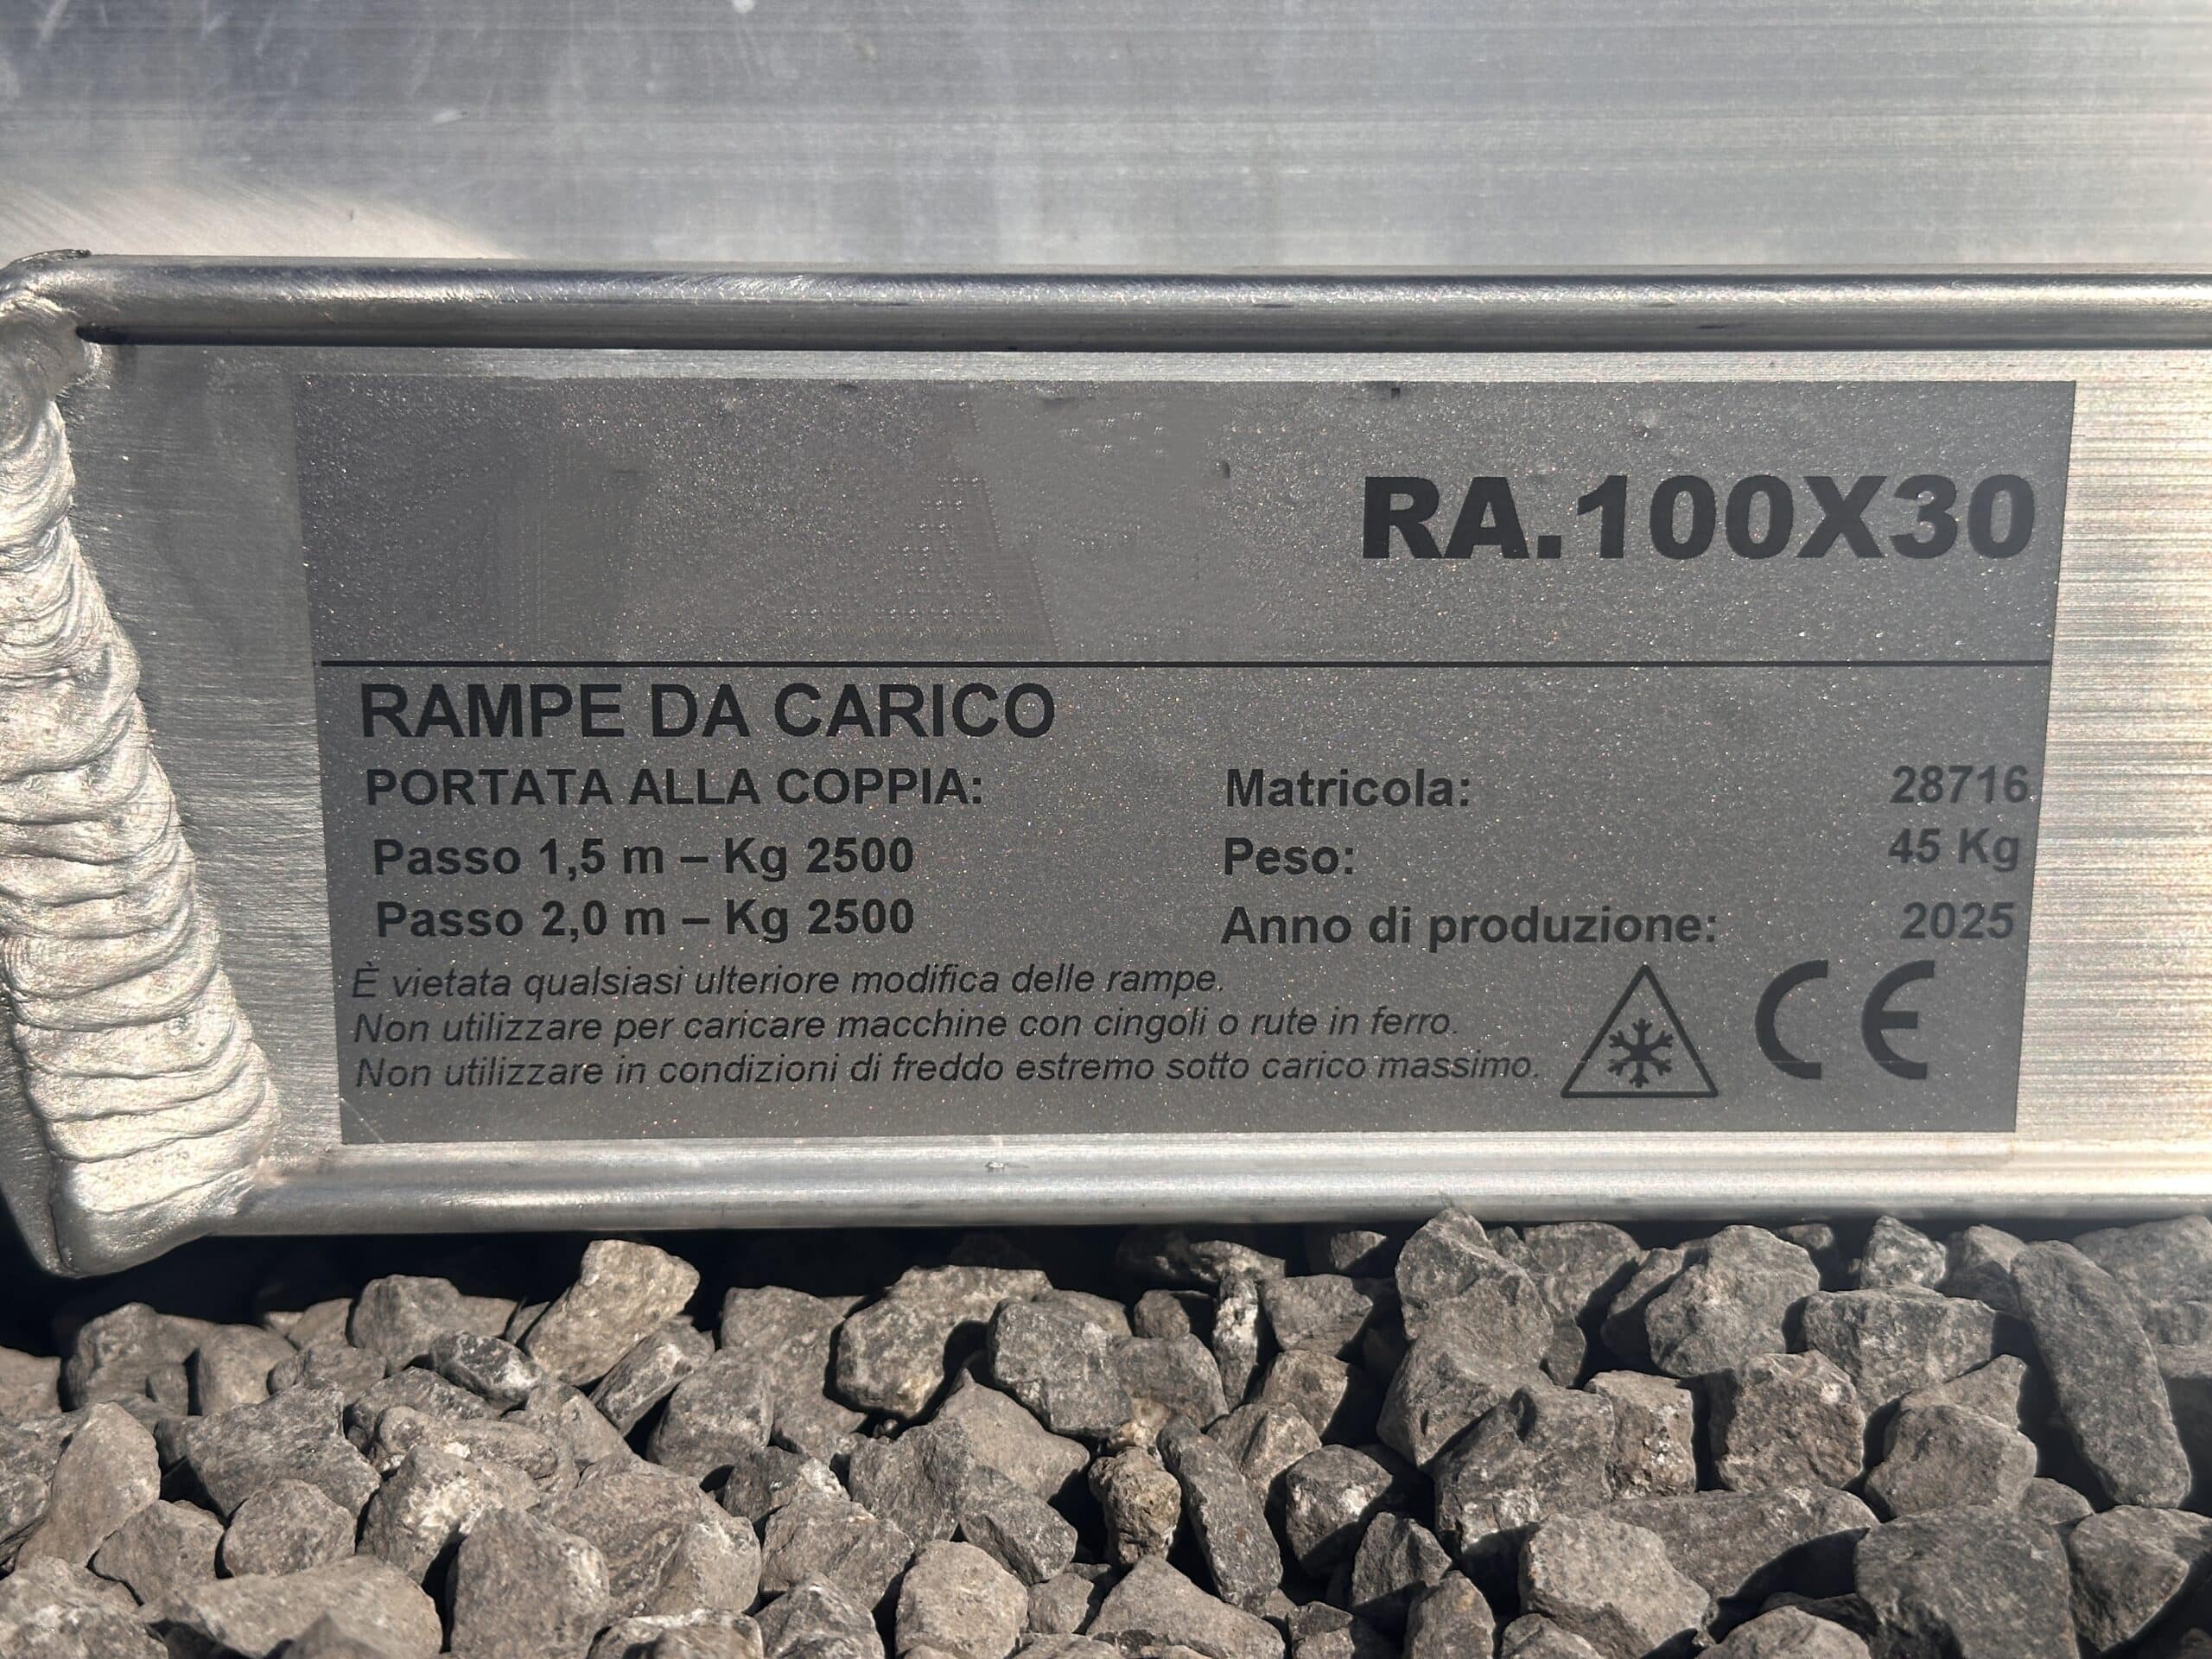 RA.100X30
RAMPE DA CARICO
PORTATA ALLA COPPIA:
Passo 1,5 m – Kg 2500
Passo 2,0 m – Kg 2500
Matricola: 28716
Peso: 45 Kg
Anno di produzione: 2025
È vietata qualsiasi ulteriore modifica delle rampe.
Non utilizzare per caricare macchine con cingoli o rute in ferro.
Non utilizzare in condizioni di freddo estremo sotto carico massimo.
CE